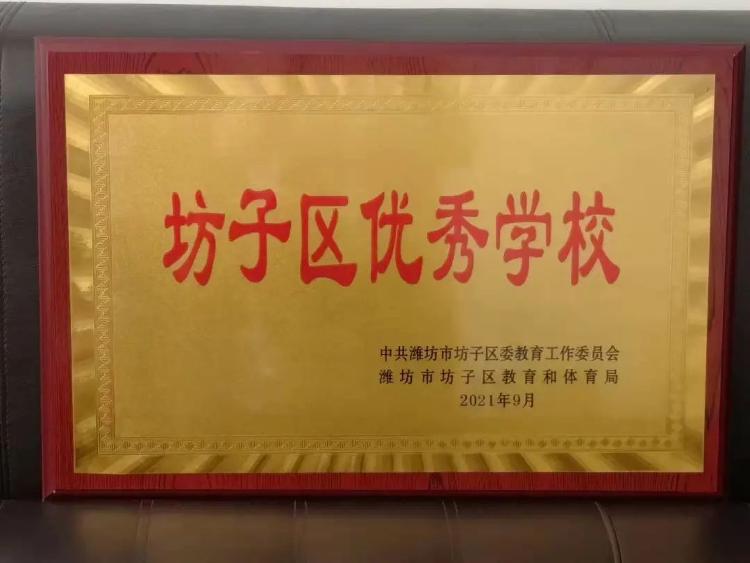 坊子区优秀学校
中共潍坊市坊子区委教育工作委员会
潍坊市坊子区教育和体育局
2021年9月